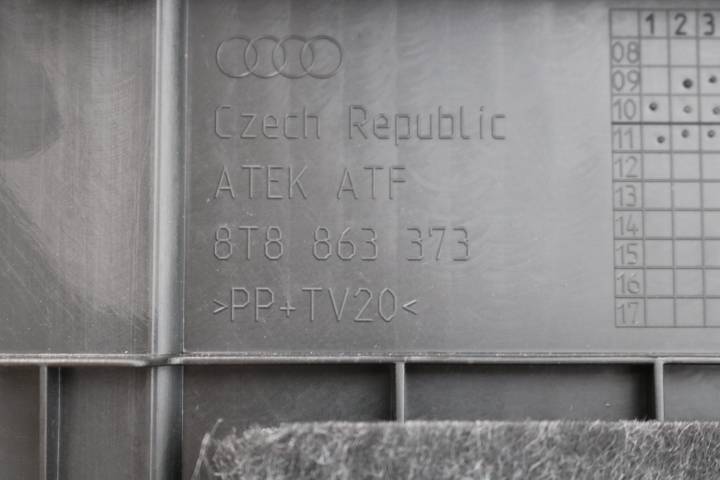 Czech Republic
ATEK ATF
8T8 863 373
>PP+TV20<
1 2 3
08
09
10
11
12
13
14
15
16
17